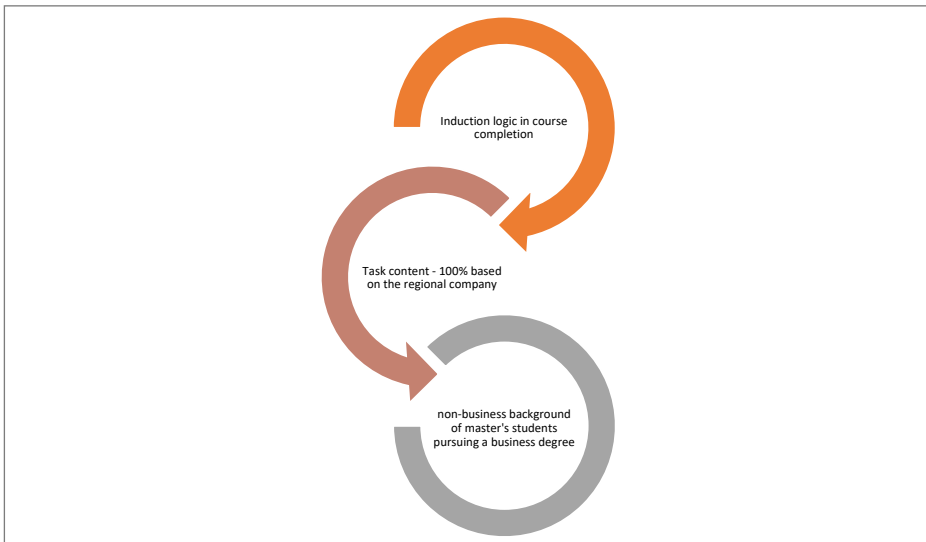 Induction logic in course
completion
Task content - 100% based
on the regional company
non-business background
of master's students
pursuing a business degree